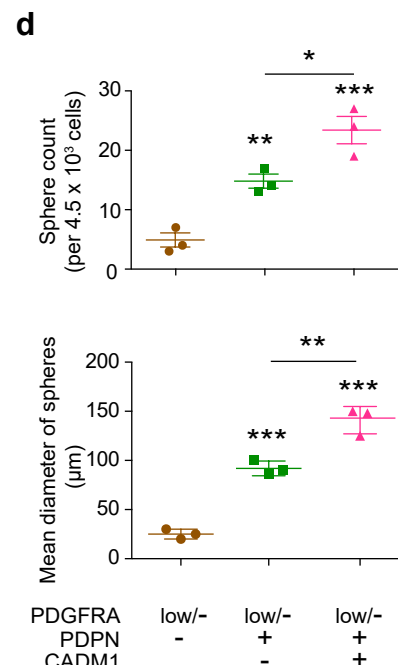 d
*
***
**
30
20
10
0
Sphere count
(per 4.5 x 10³ cells)
**
***
***
200
150
100
50
0
Mean diameter of spheres
(µm)
PDGFRA low/- low/- low/-
PDPN - + +
CADM1 - +